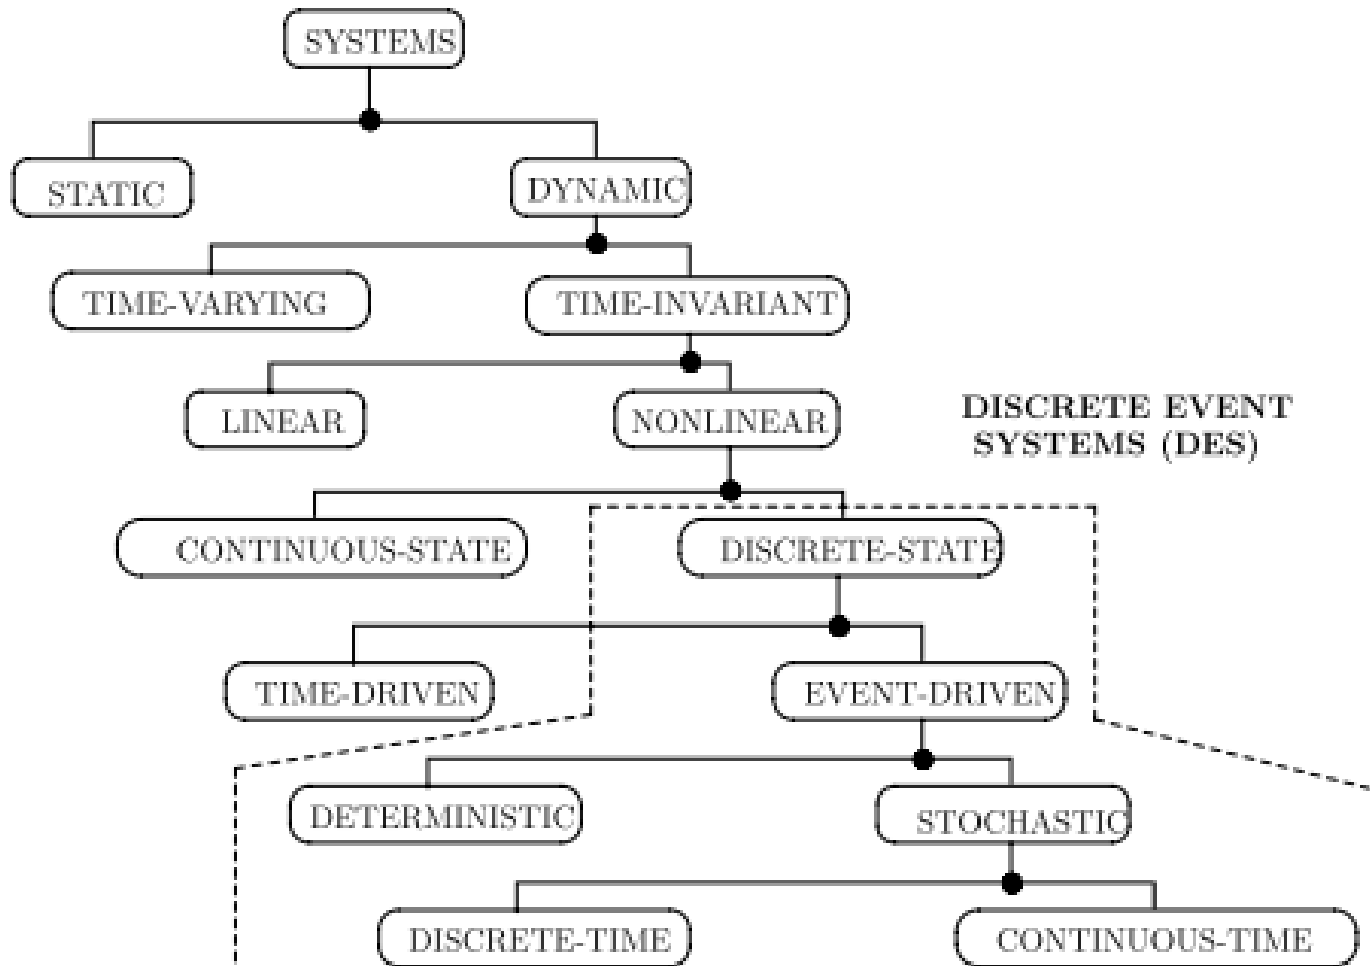 SYSTEMS
STATIC
DYNAMIC
TIME-VARYING
TIME-INVARIANT
LINEAR
NONLINEAR
DISCRETE EVENT
SYSTEMS (DES)
CONTINUOUS-STATE
DISCRETE-STATE
TIME-DRIVEN
EVENT-DRIVEN
DETERMINISTIC
STOCHASTIC
DISCRETE-TIME
CONTINUOUS-TIME